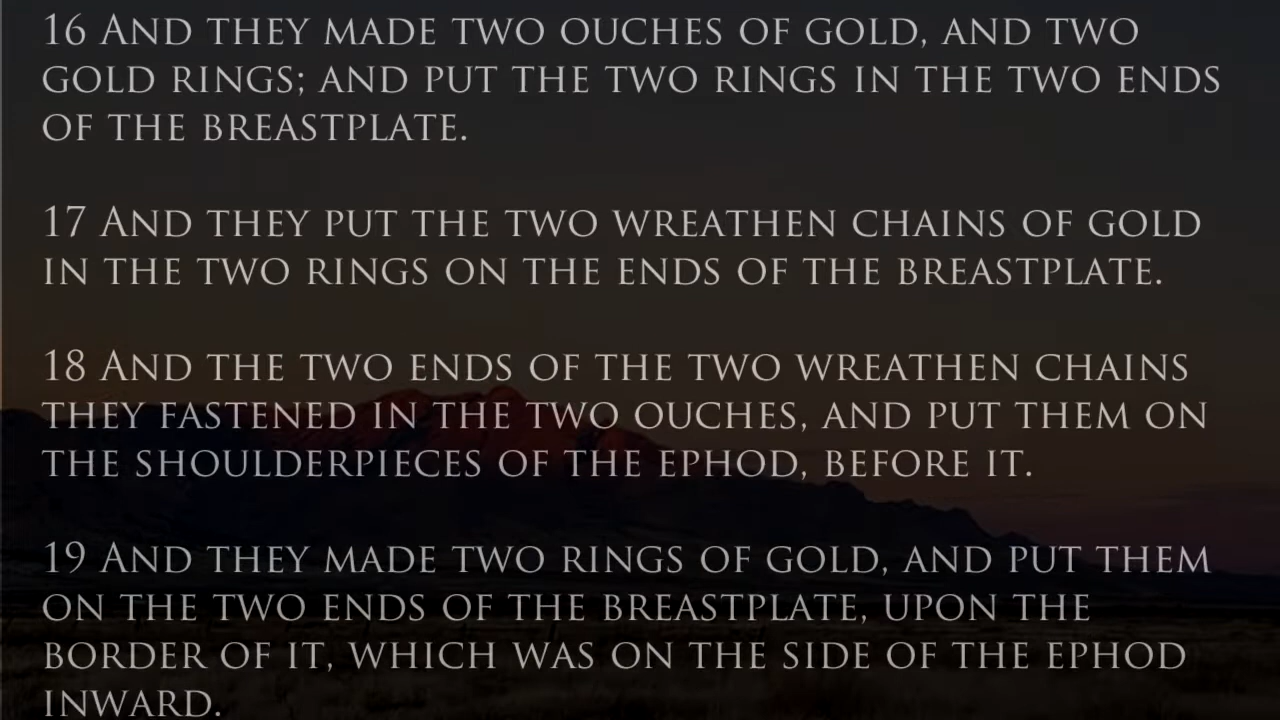 16 And they made two ouches of gold, and two
gold rings; and put the two rings in the two ends
of the breastplate.
17 And they put the two wreathen chains of gold
in the two rings on the ends of the breastplate.
18 And the two ends of the two wreathen chains
they fastened in the two ouches, and put them on
the shoulderpieces of the ephod, before it.
19 And they made two rings of gold, and put them
on the two ends of the breastplate, upon the
border of it, which was on the side of the ephod
inward.